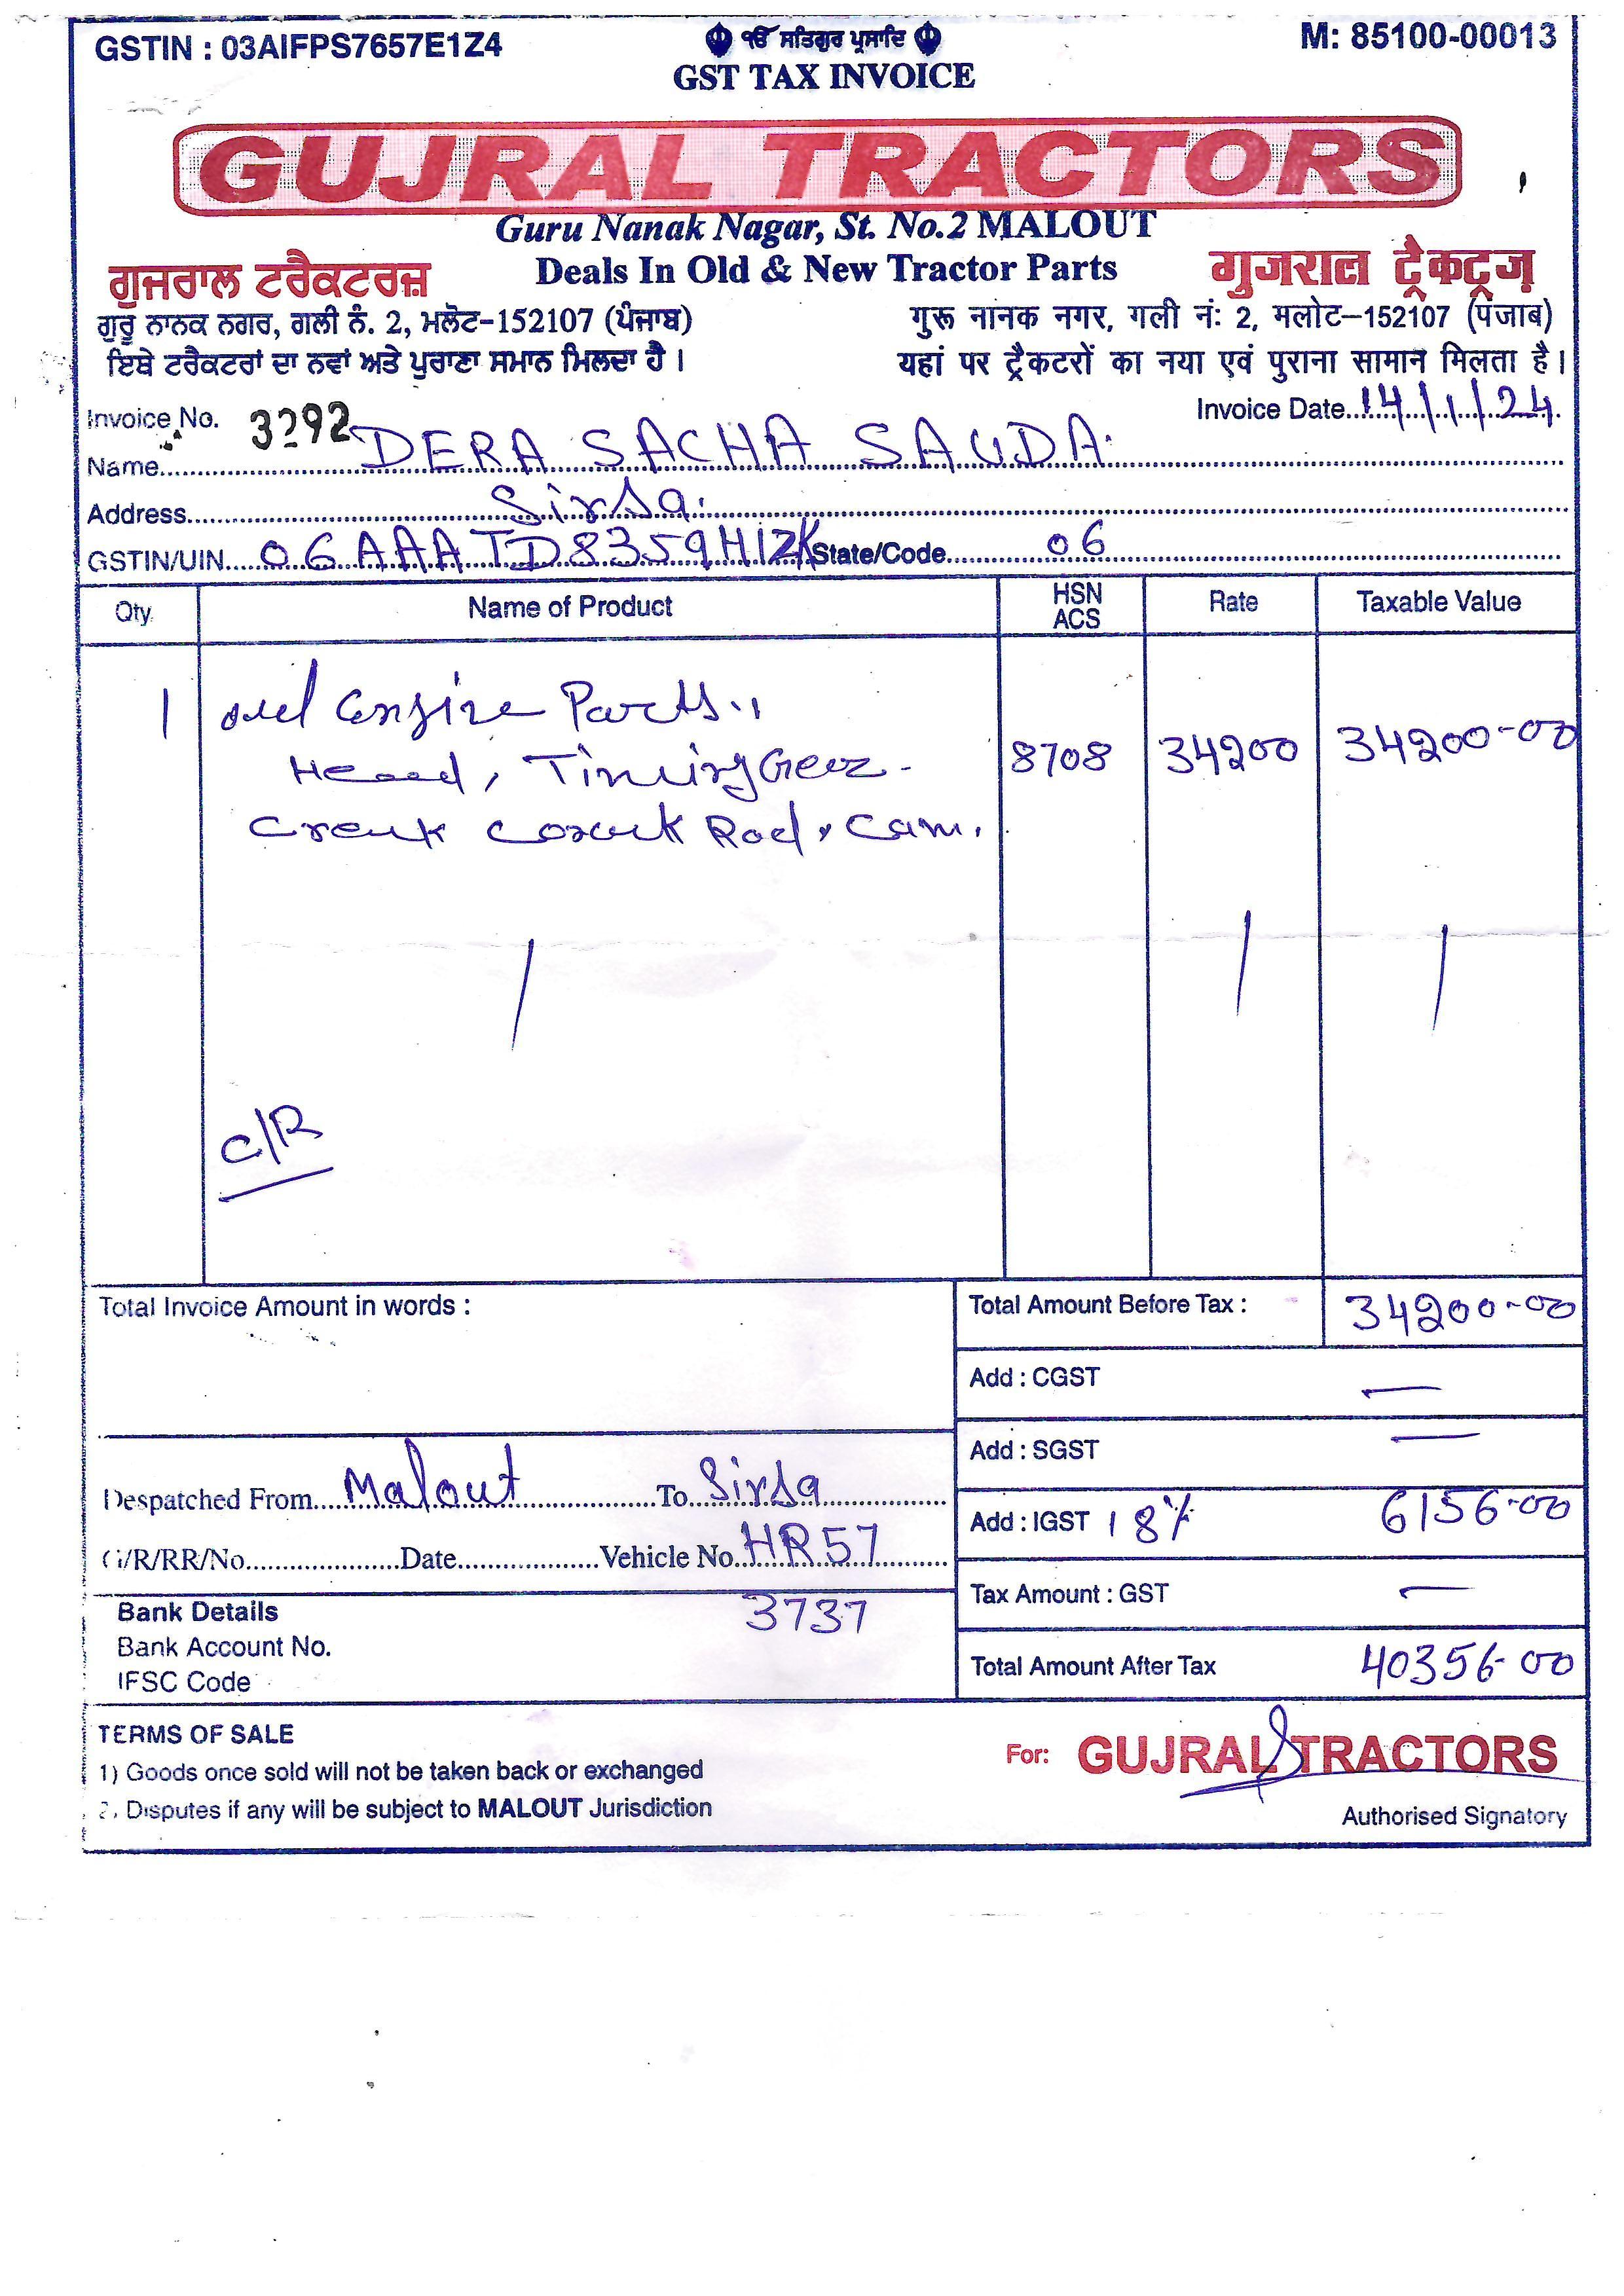 GSTIN : 03AIFPS7657E1Z4
ੴ ਸਤਿਗੁਰ ਪ੍ਰਸਾਦਿ
M: 85100-00013
GST TAX INVOICE
GUJRAL TRACTORS
Guru Nanak Nagar, St. No.2 MALOUT
Deals In Old & New Tractor Parts
ਗੁਜਰਾਲ ਟਰੈਕਟਰਜ਼
गुजराल ट्रैकट्रज़
ਗੁਰੂ ਨਾਨਕ ਨਗਰ, ਗਲੀ ਨੰ. 2, ਮਲੋਟ-152107 (ਪੰਜਾਬ)
गुरू नानक नगर, गली नं: 2, मलोट-152107 (पंजाब)
ਇਥੇ ਟਰੈਕਟਰਾਂ ਦਾ ਨਵਾਂ ਅਤੇ ਪੁਰਾਣਾ ਸਮਾਨ ਮਿਲਦਾ ਹੈ।
यहां पर ट्रैकटरों का नया एवं पुराना सामान मिलता है।
Invoice No. 3292
Invoice Date 14/1/24
Name DERA SACHA SAUDA
Address Sirsa
GSTIN/UIN 06AAATD8359H1ZK State/Code 06
Qty. Name of Product HSN ACS Rate Taxable Value
1 Engine Parts
Head, Timing Gear 8708 34200 34200-00
Rod, Cam.
C/R
Total Invoice Amount in words :
Total Amount Before Tax : 34200-00
Add : CGST —
Add : SGST —
Despatched From Malout To Sirsa
Add : IGST 18% 6156-00
G/R/RR/No. Date Vehicle No. HR57
3737
Tax Amount : GST —
Bank Details
Bank Account No.
IFSC Code
Total Amount After Tax 40356-00
TERMS OF SALE
1) Goods once sold will not be taken back or exchanged
2. Disputes if any will be subject to MALOUT Jurisdiction
For: GUJRAL TRACTORS
Authorised Signatory